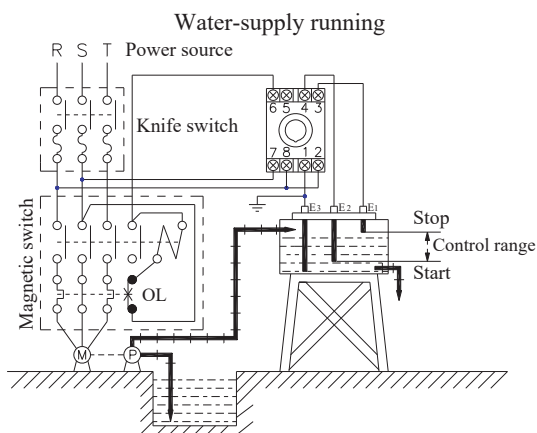 Water-supply running
R S T Power source
6 5 4 3
Knife switch
7 8 1 2
E3 E2 E1
Stop
Control range
Start
Magnetic switch
OL
M P